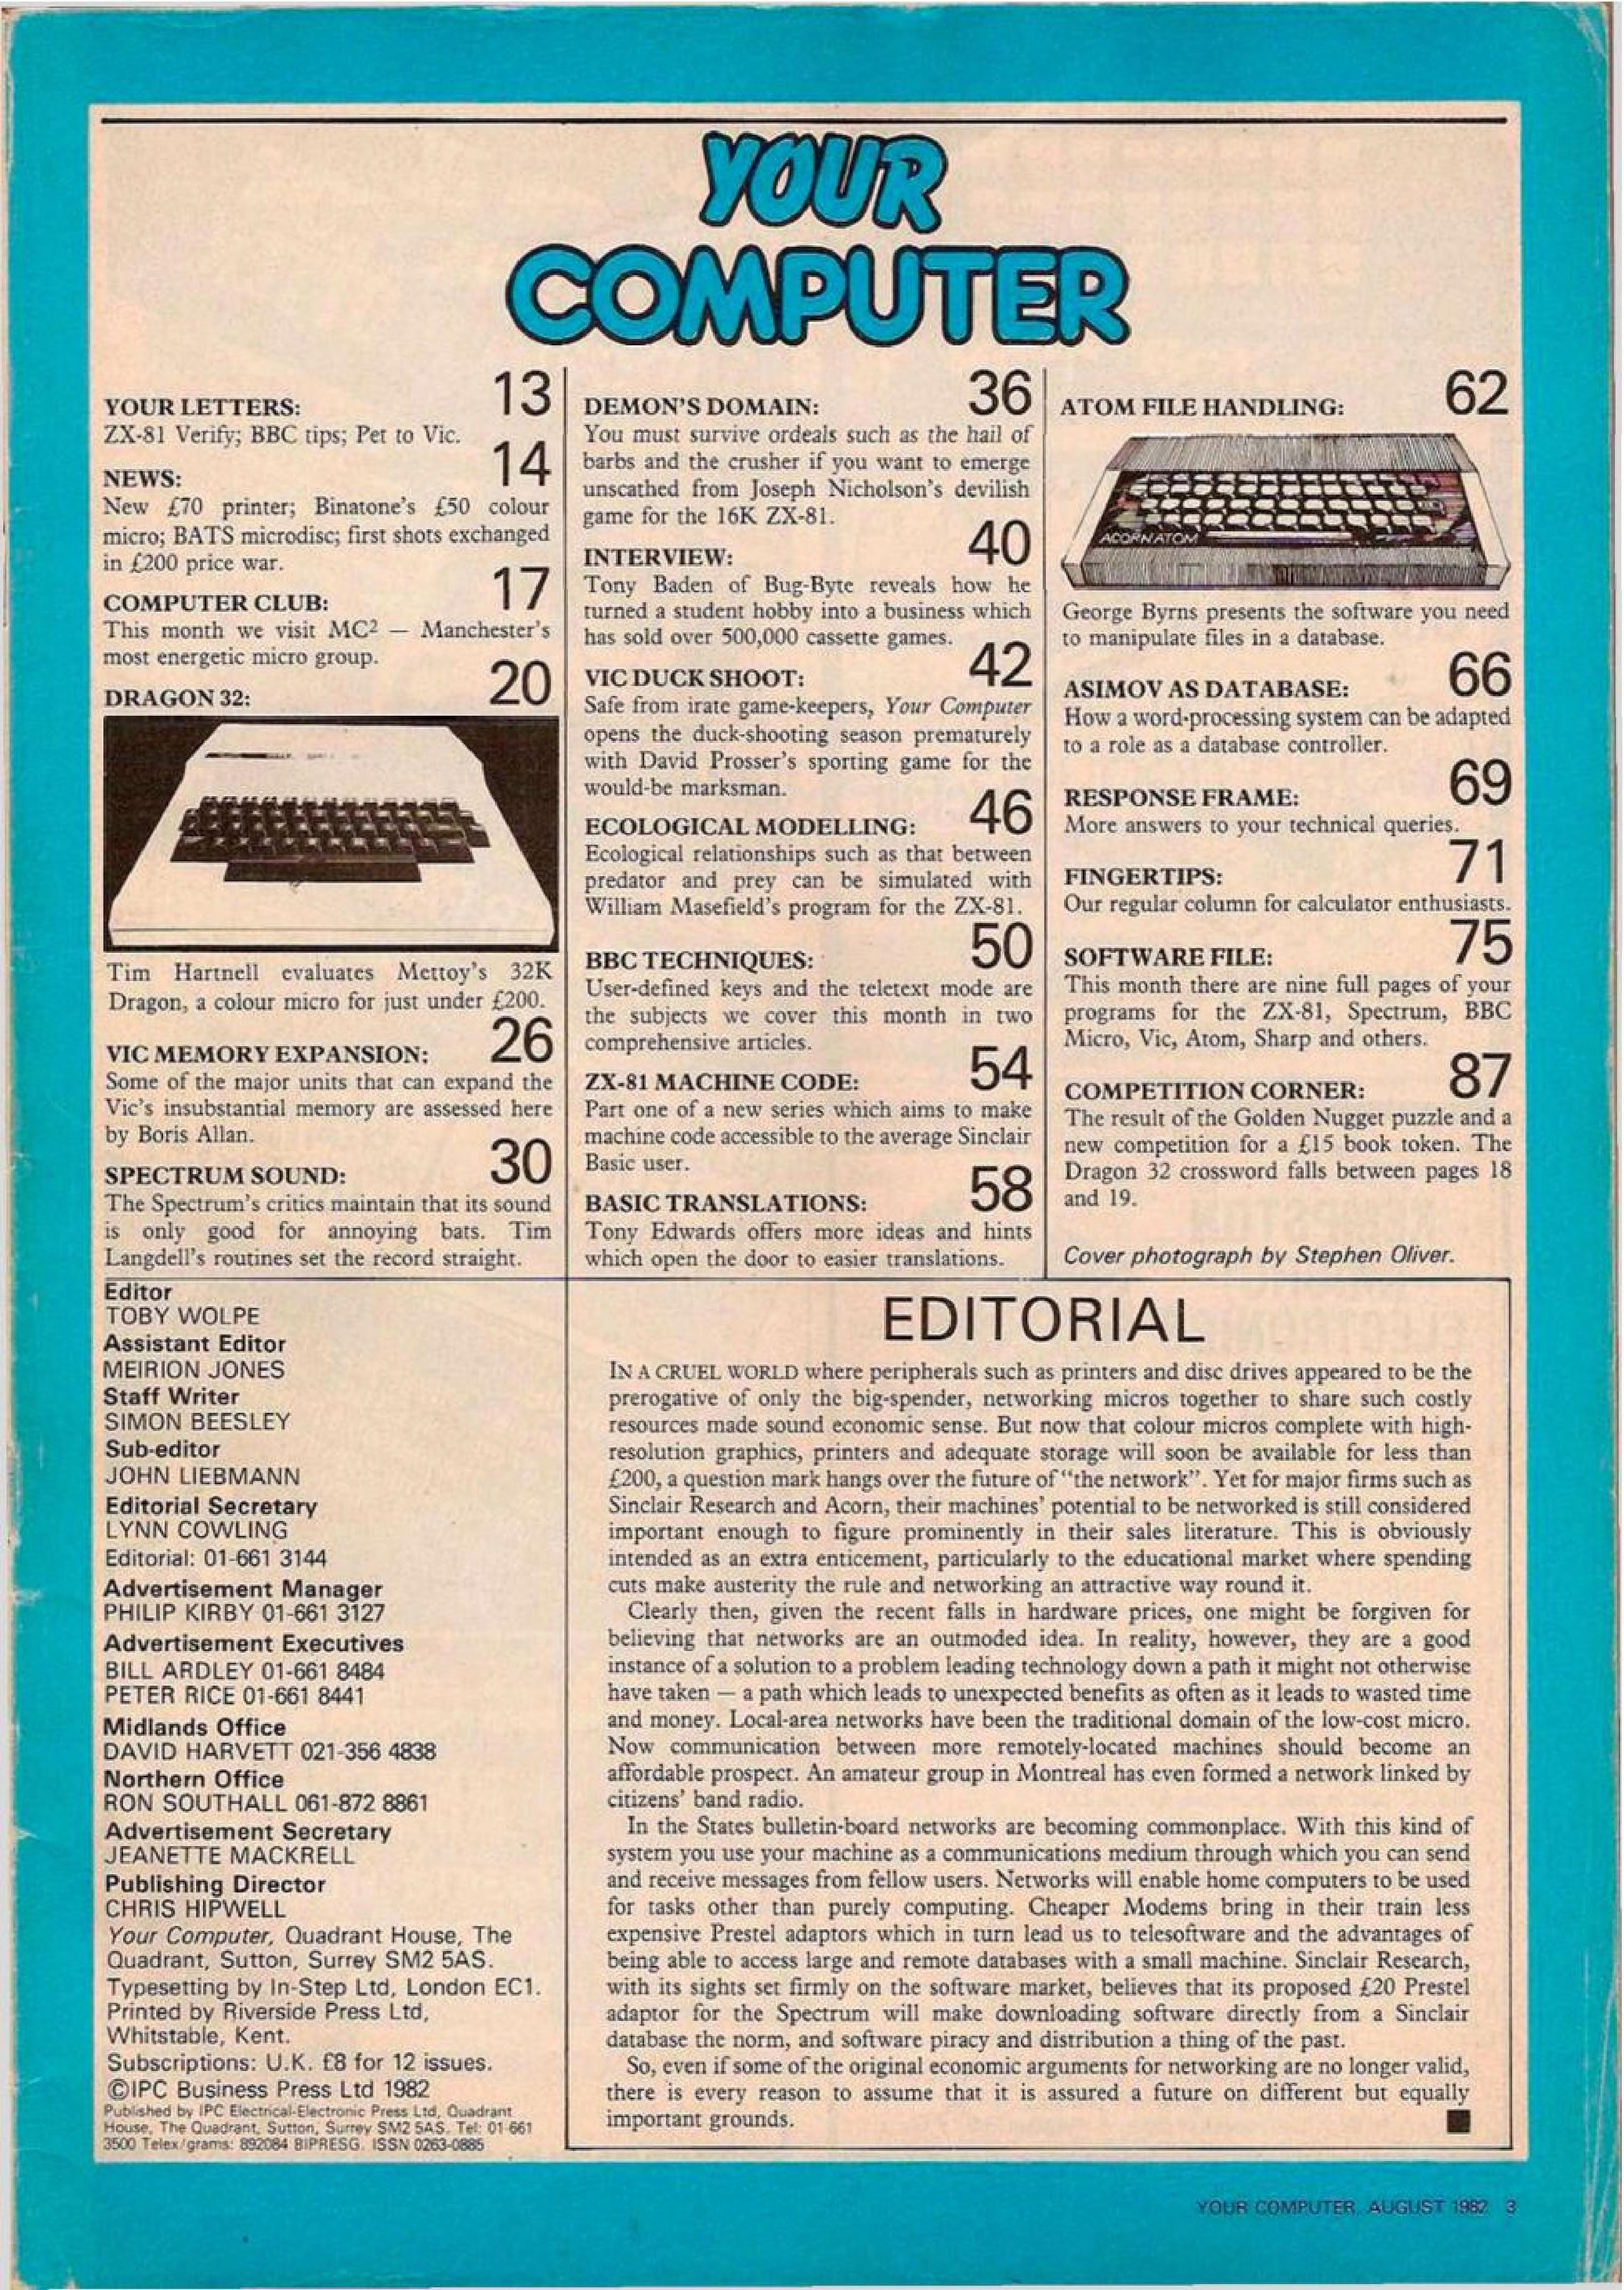 YOUR
COMPUTER
YOUR LETTERS: 13
ZX-81 Verify; BBC tips; Pet to Vic.
NEWS: 14
New £70 printer; Binatone's £50 colour
micro; BATS microdisc; first shots exchanged
in £200 price war.
COMPUTER CLUB: 17
This month we visit MC² — Manchester's
most energetic micro group.
DRAGON 32: 20
Tim Hartnell evaluates Mettoy's 32K
Dragon, a colour micro for just under £200.
VIC MEMORY EXPANSION: 26
Some of the major units that can expand the
Vic's insubstantial memory are assessed here
by Boris Allan.
SPECTRUM SOUND: 30
The Spectrum's critics maintain that its sound
is only good for annoying bats. Tim
Langdell's routines set the record straight.
DEMON'S DOMAIN: 36
You must survive ordeals such as the hail of
barbs and the crusher if you want to emerge
unscathed from Joseph Nicholson's devilish
game for the 16K ZX-81.
INTERVIEW: 40
Tony Baden of Bug-Byte reveals how he
turned a student hobby into a business which
has sold over 500,000 cassette games.
VIC DUCK SHOOT: 42
Safe from irate game-keepers, Your Computer
opens the duck-shooting season prematurely
with David Prosser's sporting game for the
would-be marksman.
ECOLOGICAL MODELLING: 46
Ecological relationships such as that between
predator and prey can be simulated with
William Masefield's program for the ZX-81.
BBC TECHNIQUES: 50
User-defined keys and the teletext mode are
the subjects we cover this month in two
comprehensive articles.
ZX-81 MACHINE CODE: 54
Part one of a new series which aims to make
machine code accessible to the average Sinclair
Basic user.
BASIC TRANSLATIONS: 58
Tony Edwards offers more ideas and hints
which open the door to easier translations.
ATOM FILE HANDLING: 62
ACORN ATOM
George Byrns presents the software you need
to manipulate files in a database.
ASIMOV AS DATABASE: 66
How a word-processing system can be adapted
to a role as a database controller.
RESPONSE FRAME: 69
More answers to your technical queries.
FINGERTIPS: 71
Our regular column for calculator enthusiasts.
SOFTWARE FILE: 75
This month there are nine full pages of your
programs for the ZX-81, Spectrum, BBC
Micro, Vic, Atom, Sharp and others.
COMPETITION CORNER: 87
The result of the Golden Nugget puzzle and a
new competition for a £15 book token. The
Dragon 32 crossword falls between pages 18
and 19.
Cover photograph by Stephen Oliver.
Editor
TOBY WOLPE
Assistant Editor
MEIRION JONES
Staff Writer
SIMON BEESLEY
Sub-editor
JOHN LIEBMANN
Editorial Secretary
LYNN COWLING
Editorial: 01-661 3144
Advertisement Manager
PHILIP KIRBY 01-661 3127
Advertisement Executives
BILL ARDLEY 01-661 8484
PETER RICE 01-661 8441
Midlands Office
DAVID HARVETT 021-356 4838
Northern Office
RON SOUTHALL 061-872 8861
Advertisement Secretary
JEANETTE MACKRELL
Publishing Director
CHRIS HIPWELL
Your Computer, Quadrant House, The
Quadrant, Sutton, Surrey SM2 5AS.
Typesetting by In-Step Ltd, London EC1.
Printed by Riverside Press Ltd,
Whitstable, Kent.
Subscriptions: U.K. £8 for 12 issues.
©IPC Business Press Ltd 1982
Published by IPC Electrical-Electronic Press Ltd, Quadrant
House, The Quadrant, Sutton, Surrey SM2 5AS. Tel: 01-661
3500 Telex/grams: 892084 BIPRESG. ISSN 0263-0885
EDITORIAL
IN A CRUEL WORLD where peripherals such as printers and disc drives appeared to be the
prerogative of only the big-spender, networking micros together to share such costly
resources made sound economic sense. But now that colour micros complete with high-
resolution graphics, printers and adequate storage will soon be available for less than
£200, a question mark hangs over the future of "the network". Yet for major firms such as
Sinclair Research and Acorn, their machines' potential to be networked is still considered
important enough to figure prominently in their sales literature. This is obviously
intended as an extra enticement, particularly to the educational market where spending
cuts make austerity the rule and networking an attractive way round it.
Clearly then, given the recent falls in hardware prices, one might be forgiven for
believing that networks are an outmoded idea. In reality, however, they are a good
instance of a solution to a problem leading technology down a path it might not otherwise
have taken — a path which leads to unexpected benefits as often as it leads to wasted time
and money. Local-area networks have been the traditional domain of the low-cost micro.
Now communication between more remotely-located machines should become an
affordable prospect. An amateur group in Montreal has even formed a network linked by
citizens' band radio.
In the States bulletin-board networks are becoming commonplace. With this kind of
system you use your machine as a communications medium through which you can send
and receive messages from fellow users. Networks will enable home computers to be used
for tasks other than purely computing. Cheaper Modems bring in their train less
expensive Prestel adaptors which in turn lead us to telesoftware and the advantages of
being able to access large and remote databases with a small machine. Sinclair Research,
with its sights set firmly on the software market, believes that its proposed £20 Prestel
adaptor for the Spectrum will make downloading software directly from a Sinclair
database the norm, and software piracy and distribution a thing of the past.
So, even if some of the original economic arguments for networking are no longer valid,
there is every reason to assume that it is assured a future on different but equally
important grounds.
YOUR COMPUTER, AUGUST 1982 3